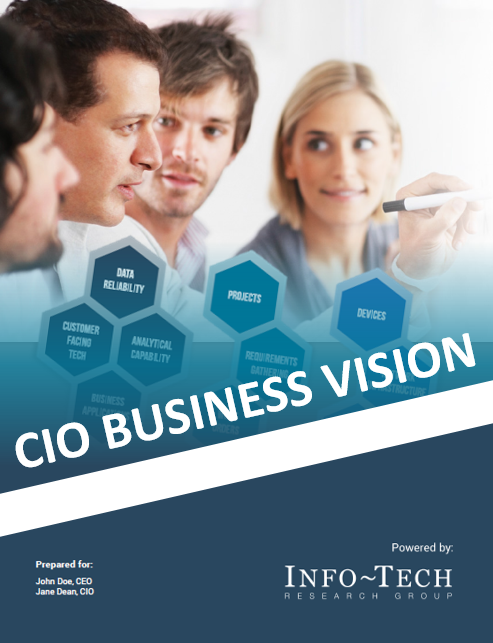 DATA
RELIABILITY
PROJECTS
DEVICES
CUSTOMER
FACING
TECH
ANALYTICAL
CAPABILITY
REQUIREMENTS
GATHERING
BUSINESS
CIO BUSINESS VISION
Powered by:
Prepared for:
John Doe, CEO
Jane Dean, CIO
INFO~TECH
RESEARCH GROUP